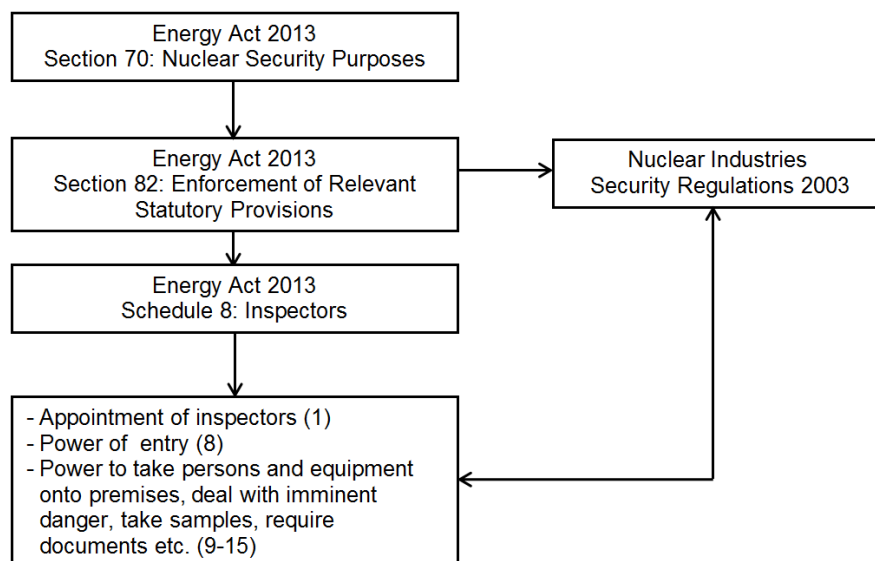 Energy Act 2013
Section 70: Nuclear Security Purposes
Energy Act 2013
Section 82: Enforcement of Relevant
Statutory Provisions
Nuclear Industries
Security Regulations 2003
Energy Act 2013
Schedule 8: Inspectors
- Appointment of inspectors (1)
- Power of entry (8)
- Power to take persons and equipment
onto premises, deal with imminent
danger, take samples, require
documents etc. (9-15)